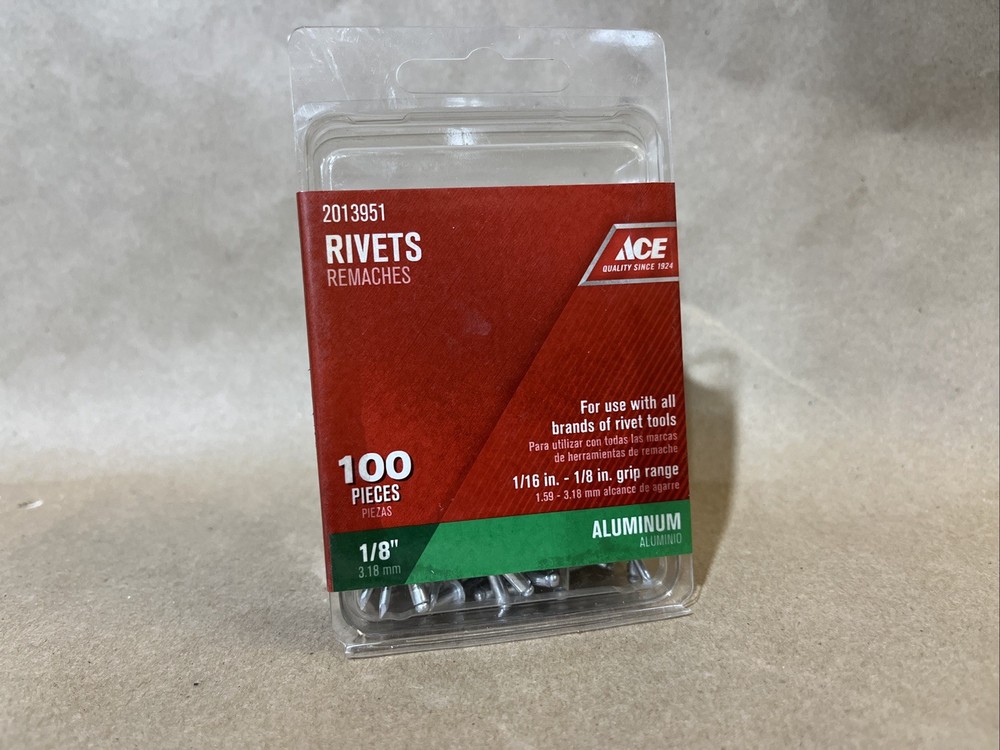 2013951
RIVETS
REMACHES
ACE
QUALITY SINCE 1924
For use with all
brands of rivet tools
Para utilizar con todas las marcas
de herramientas de remache
1/16 in. - 1/8 in. grip range
1.59 - 3.18 mm alcance de agarre
100
PIECES
PIEZAS
1/8"
3.18 mm
ALUMINUM
ALUMINIO